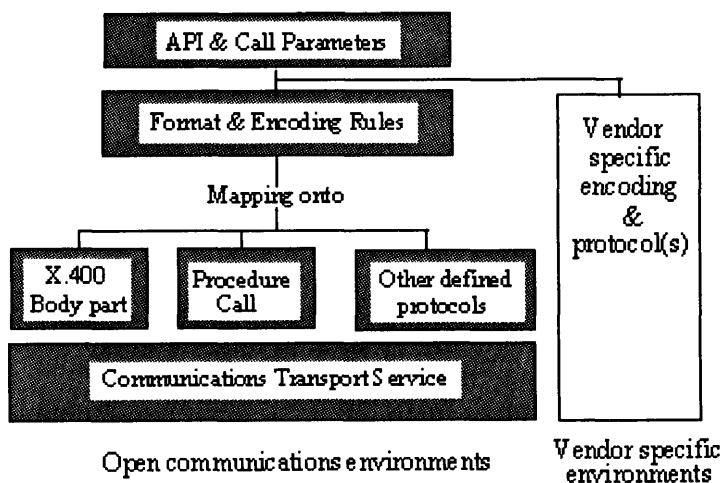 API & Call Parameters
Format & Encoding Rules
Mapping onto
X.400
Body part
Procedure
Call
Other defined
protocols
Communications Transport Service
Open communications environments
Vendor
specific
encoding
&
protocol(s)
Vendor specific
environments